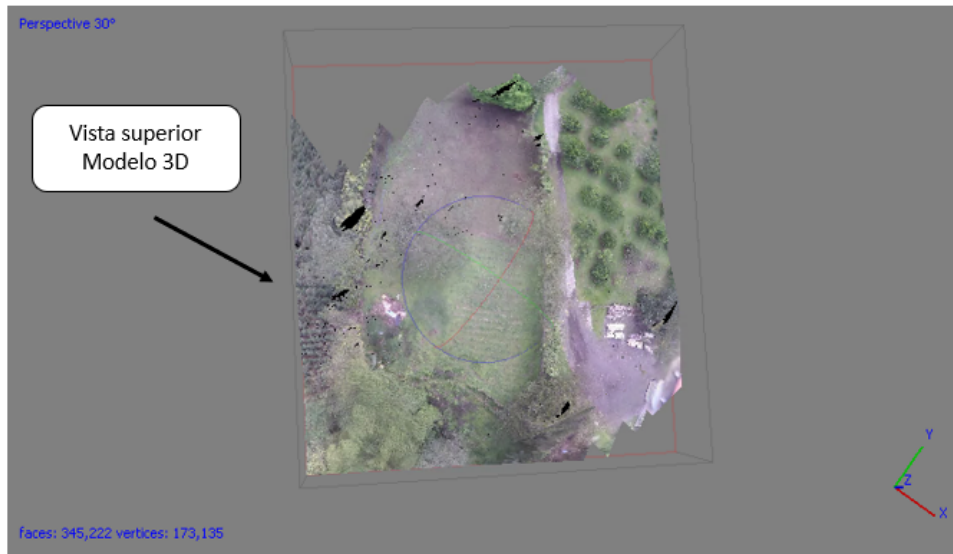 Perspective 30°
Vista superior
Modelo 3D
Y
Z
X
faces: 345,222 vertices: 173,135